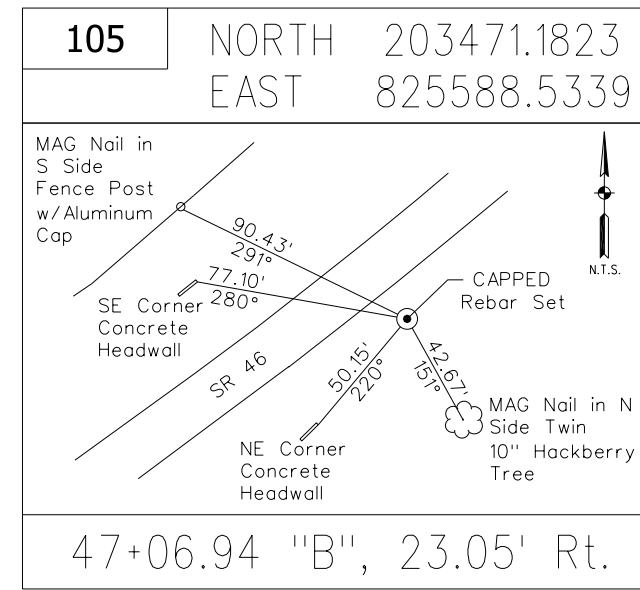 105
NORTH 203471.1823
EAST 825588.5339
MAG Nail in
S Side
Fence Post
w/Aluminum
Cap
90.43'
291°
77.10'
280°
SE Corner
Concrete
Headwall
SR 46
50.15'
220°
NE Corner
Concrete
Headwall
CAPPED
Rebar Set
42.67'
151°
MAG Nail in N
Side Twin
10" Hackberry
Tree
N.T.S.
47+06.94 "B", 23.05' Rt.